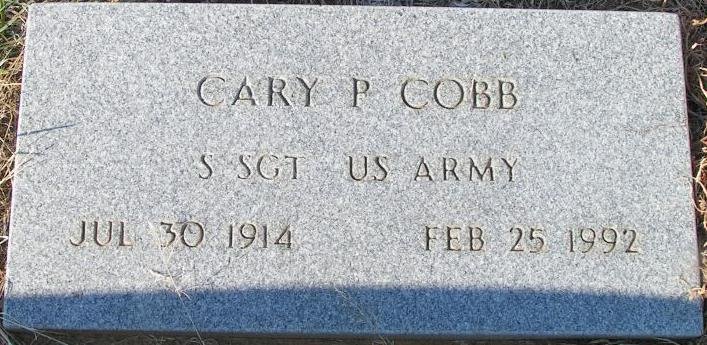 CARY P COBB
S SGT US ARMY
JUL 30 1914 FEB 25 1992